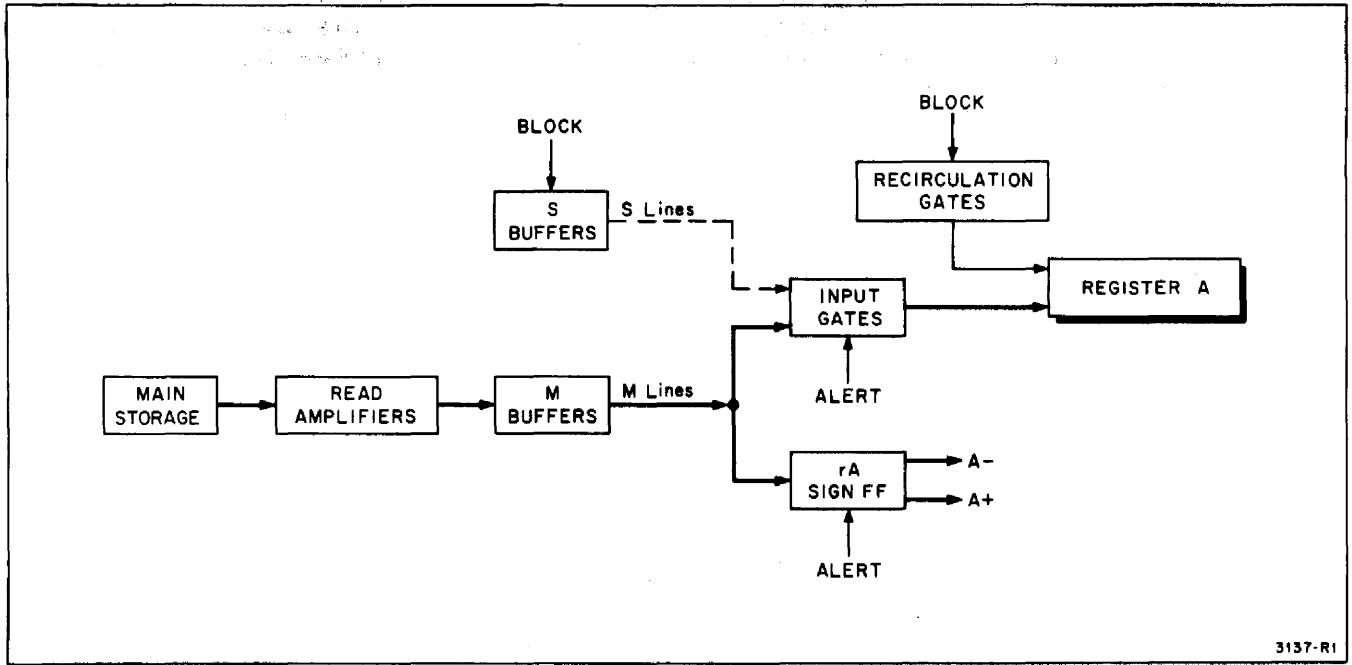 BLOCK
BLOCK
RECIRCULATION
GATES
S
BUFFERS
S Lines
INPUT
GATES
REGISTER A
MAIN
STORAGE
READ
AMPLIFIERS
M
BUFFERS
M Lines
ALERT
rA
SIGN FF
A-
A+
ALERT
3137-R1